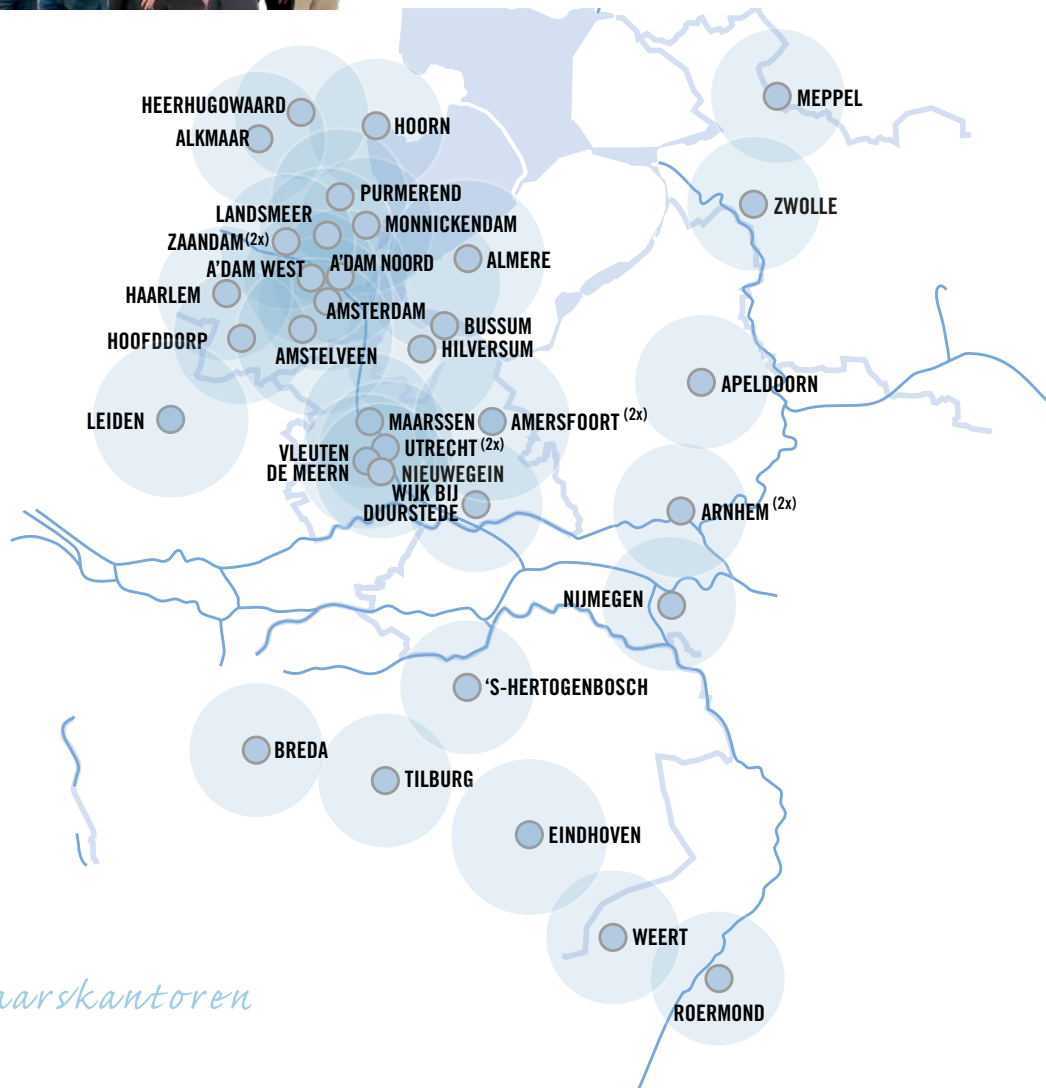 HEERHUGOWAARD
ALKMAAR
HOORN
MEPPEL
PURMEREND
ZWOLLE
LANDSMEER
MONNICKENDAM
ZAANDAM (2x)
A'DAM WEST
A'DAM NOORD
ALMERE
HAARLEM
AMSTERDAM
BUSSUM
HOOFDDORP
HILVERSUM
AMSTELVEEN
APELDOORN
LEIDEN
MAARSSEN
AMERSFOORT (2x)
UTRECHT (2x)
VLEUTEN
DE MEERN
NIEUWEGEIN
WIJK BIJ
DUURSTEDE
ARNHEM (2x)
NIJMEGEN
‘S-HERTOGENBOSCH
BREDA
TILBURG
EINDHOVEN
WEERT
aarskantoren
ROERMOND